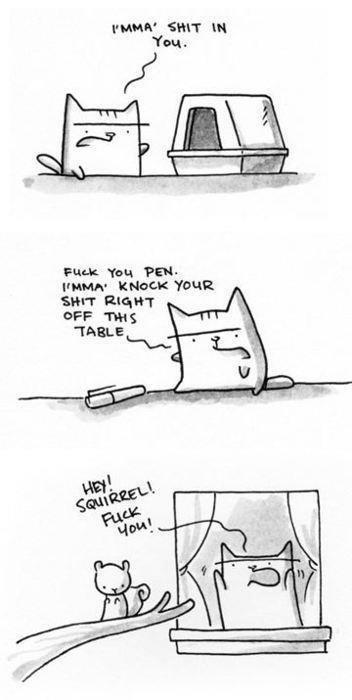 I'MMA' SHIT IN
YOU.
FUCK YOU PEN.
I'MMA' KNOCK YOUR
SHIT RIGHT
OFF THIS
TABLE
HEY!
SQUIRREL!
FUCK
YOU!